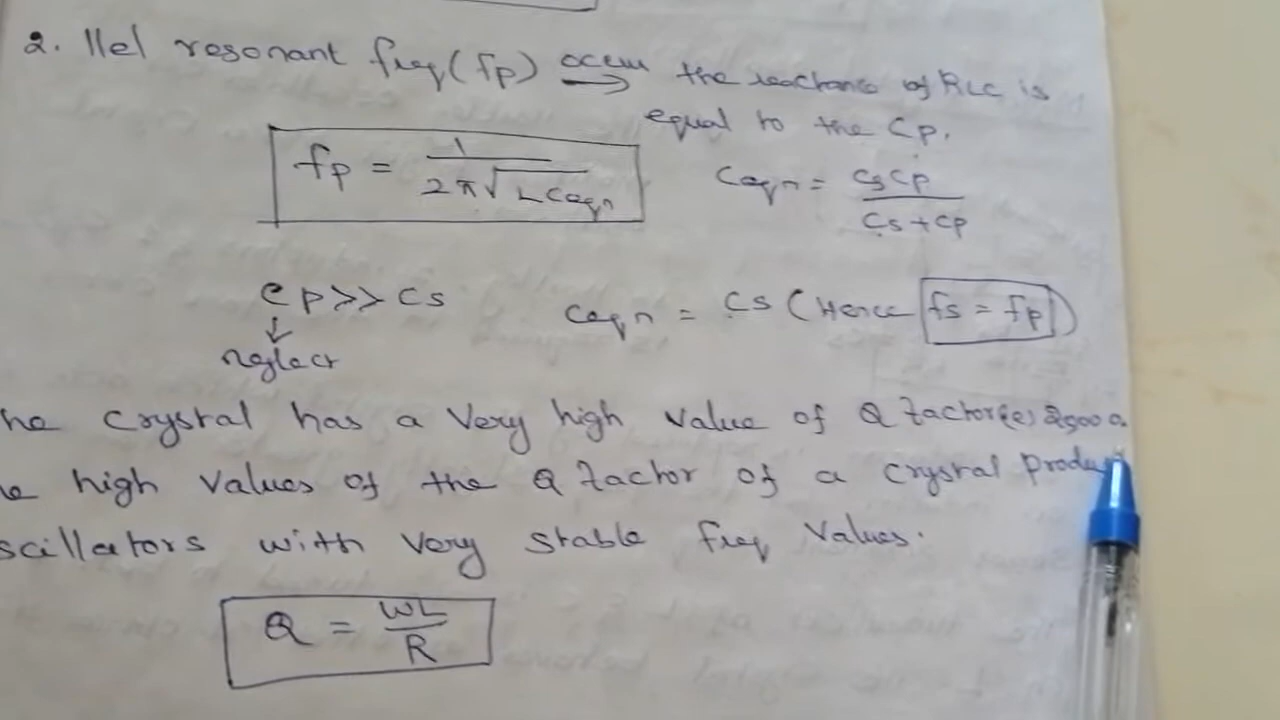 2. llel resonant freq (fp) occur → the reactance of RLC is
equal to the Cp.
fp = 1 / 2π√LCeqn
Ceqn = CsCp / Cs+Cp
Cp>>Cs
↓
neglect
Ceqn = Cs (Hence fs = fp)
he crystal has a very high value of Q factor (e)
e high values of the Q factor of a crystal produ
scillators with very stable freq values.
Q = WL / R